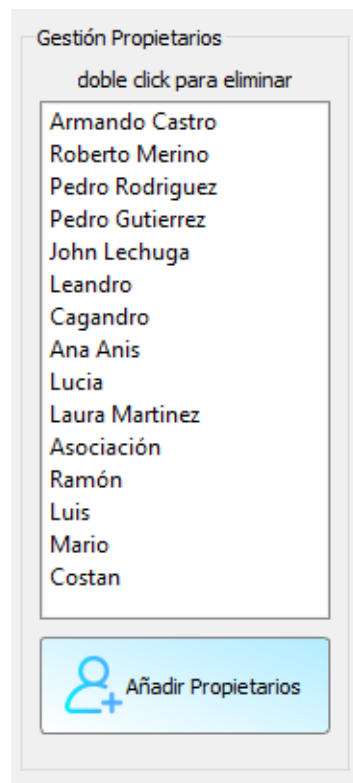 Gestión Propietarios
doble click para eliminar
Armando Castro
Roberto Merino
Pedro Rodriguez
Pedro Gutierrez
John Lechuga
Leandro
Cagandro
Ana Anis
Lucia
Laura Martinez
Asociación
Ramón
Luis
Mario
Costan
Añadir Propietarios